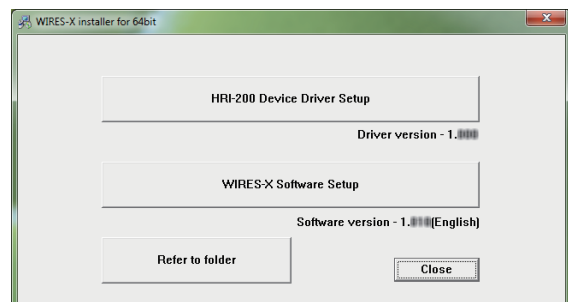 WIRES-X installer for 64bit
HRI-200 Device Driver Setup
Driver version - 1.
WIRES-X Software Setup
Software version - 1. (English)
Refer to folder
Close